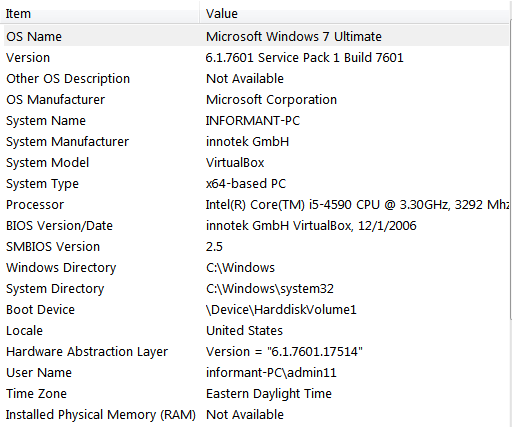 Item Value
OS Name Microsoft Windows 7 Ultimate
Version 6.1.7601 Service Pack 1 Build 7601
Other OS Description Not Available
OS Manufacturer Microsoft Corporation
System Name INFORMANT-PC
System Manufacturer innotek GmbH
System Model VirtualBox
System Type x64-based PC
Processor Intel(R) Core(TM) i5-4590 CPU @ 3.30GHz, 3292 Mhz
BIOS Version/Date innotek GmbH VirtualBox, 12/1/2006
SMBIOS Version 2.5
Windows Directory C:\Windows
System Directory C:\Windows\system32
Boot Device \Device\HarddiskVolume1
Locale United States
Hardware Abstraction Layer Version = "6.1.7601.17514"
User Name informant-PC\admin11
Time Zone Eastern Daylight Time
Installed Physical Memory (RAM) Not Available